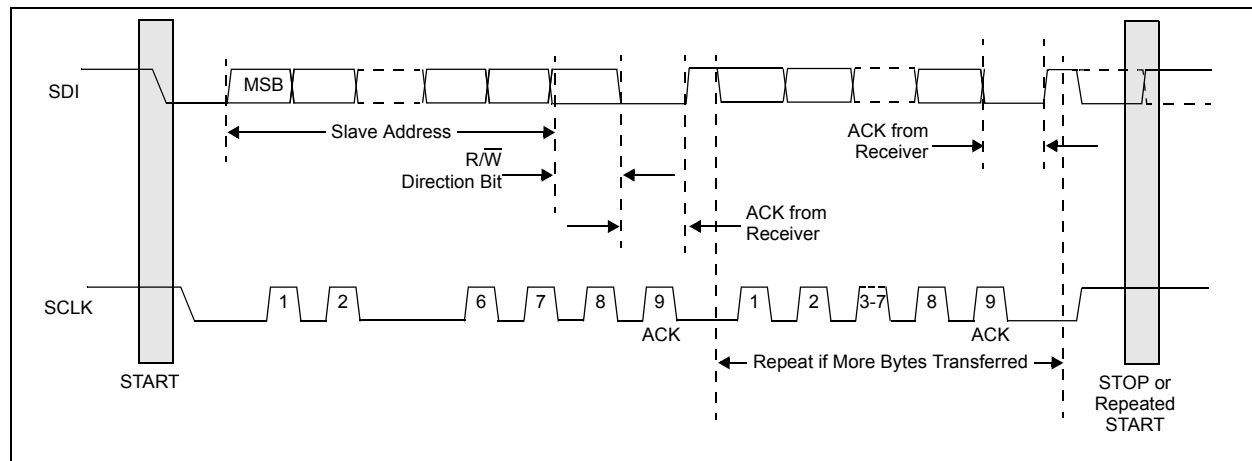 SDI
MSB
Slave Address
R/W̅
Direction Bit
ACK from
Receiver
ACK from
Receiver
SCLK
1
2
6
7
8
9
ACK
1
2
3-7
8
9
ACK
START
Repeat if More Bytes Transferred
STOP or
Repeated
START